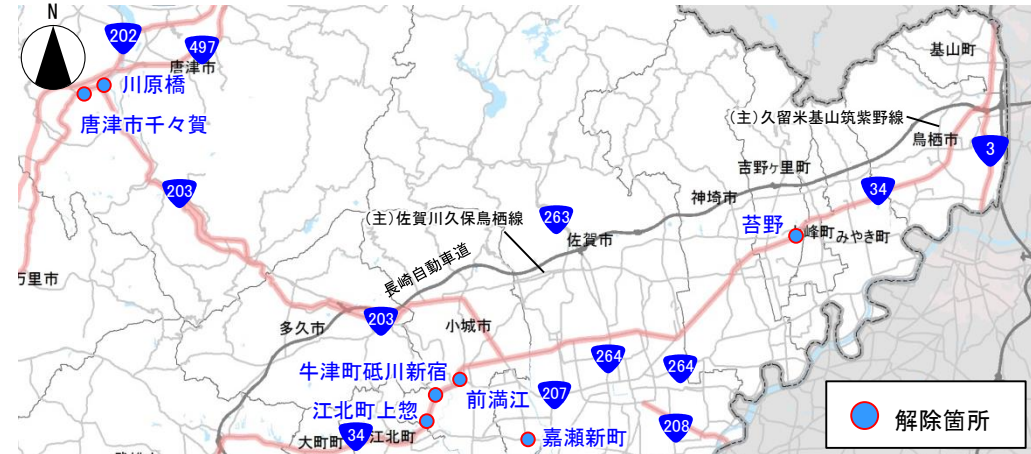 N
202
497
唐津市
川原橋
唐津市千々賀
203
基山町
(主)久留米基山筑紫野線
鳥栖市
3
吉野ヶ里町
34
神埼市
263
(主)佐賀川久保鳥栖線
佐賀市
苔野
峰町
みやき町
長崎自動車道
万里市
多久市
203
小城市
牛津町砥川新宿
前満江
264
264
207
江北町上惣
大町町
34
江北町
嘉瀬新町
208
解除箇所